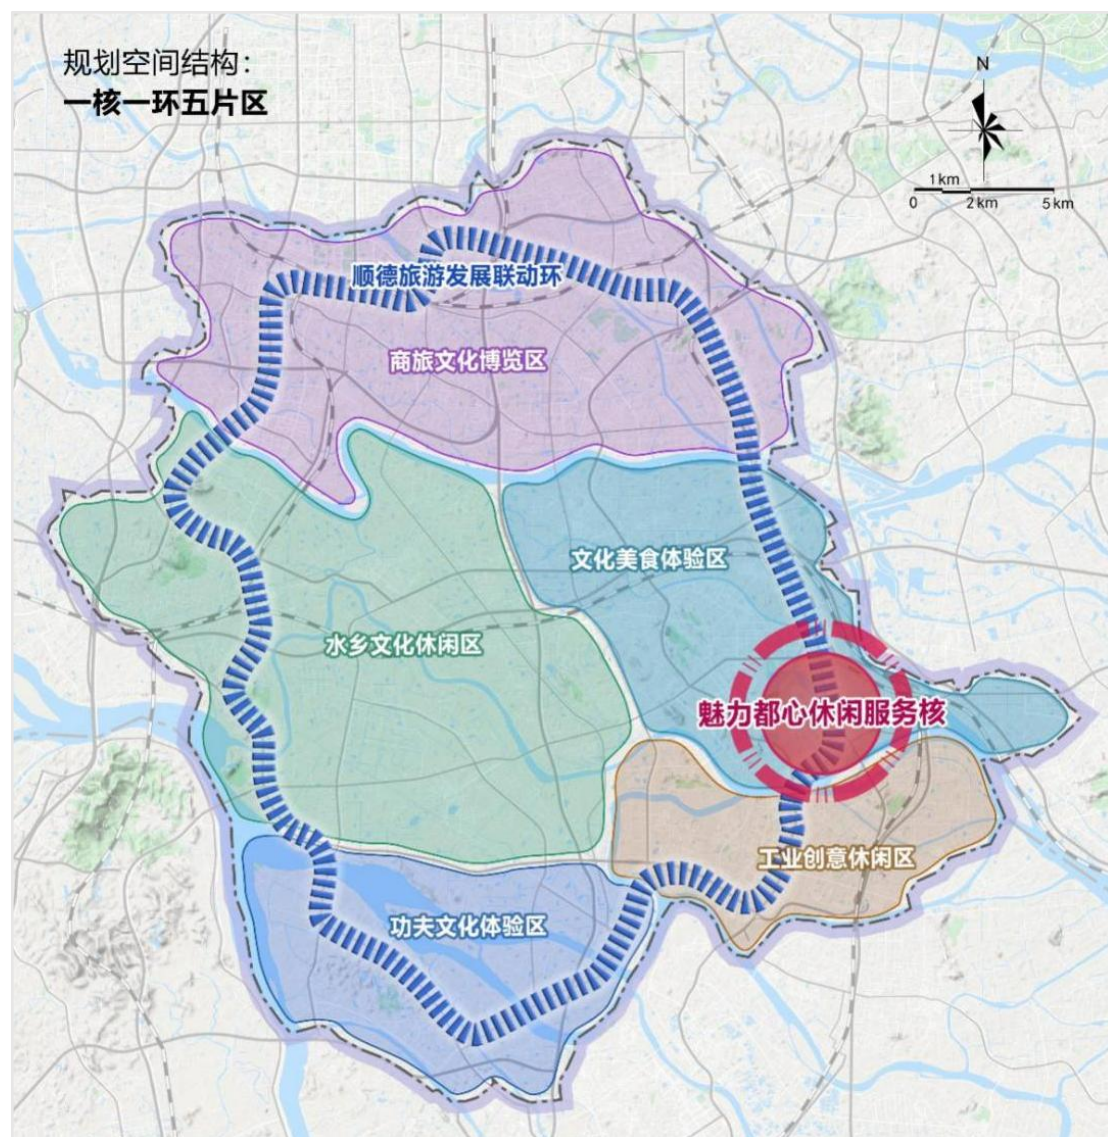 规划空间结构：
一核一环五片区
N
1km
0 2km 5km
顺德旅游发展联动环
商旅文化博览区
文化美食体验区
水乡文化休闲区
魅力都心休闲服务核
工业创意休闲区
功夫文化体验区